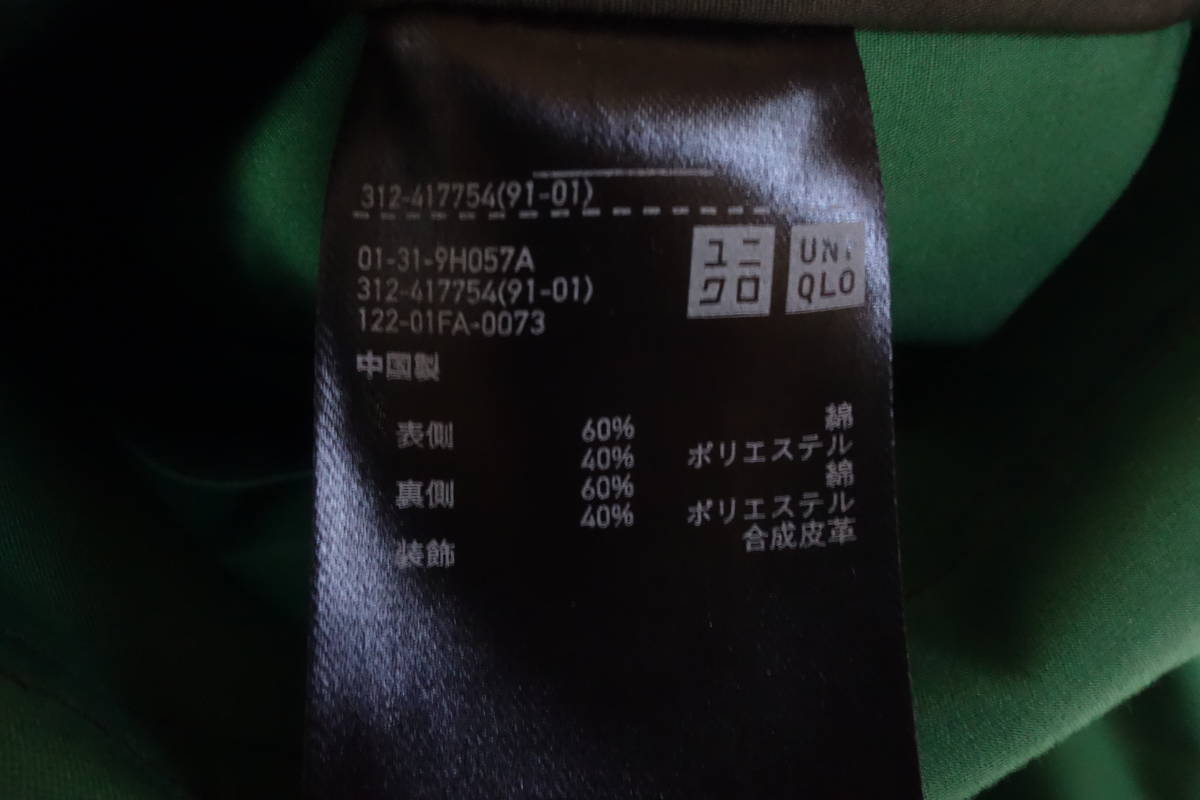 312-417754(91-01)
01-31-9H057A
312-417754(91-01)
122-01FA-0073
ユニ
クロ
UNI
QLO
中国製
表側 60% 綿
40% ポリエステル
裏側 60% 綿
40% ポリエステル
装飾 合成皮革